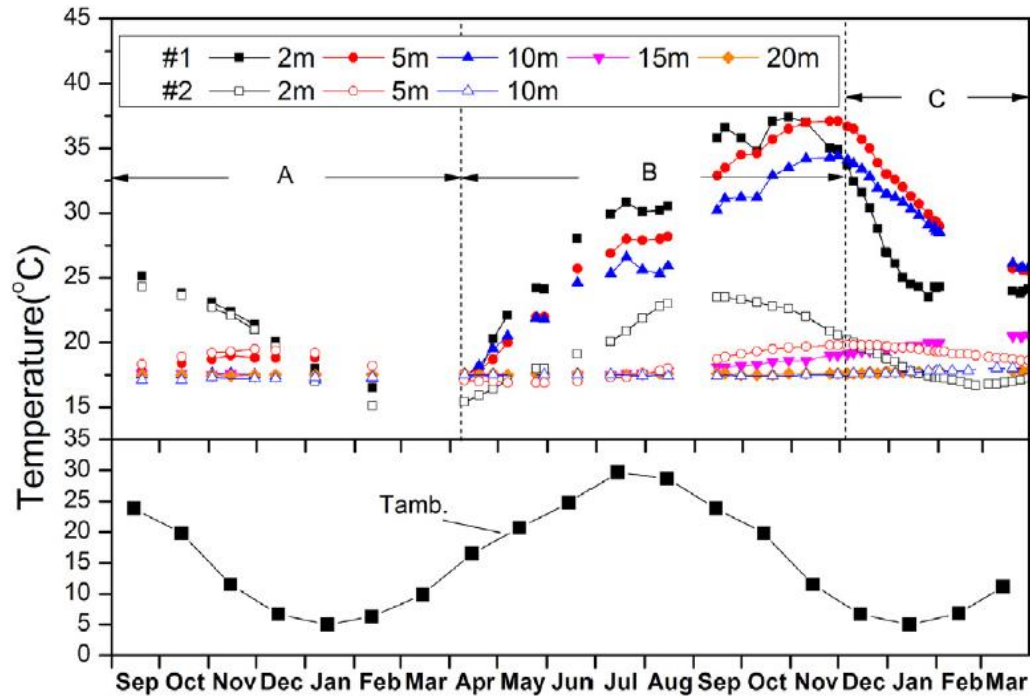 45
#1 2m 5m 10m 15m 20m
40
#2 2m 5m 10m
C
35
A B
30
25
20
15
35
Temperature(°C)
30
Tamb.
25
20
15
10
5
0
Sep Oct Nov Dec Jan Feb Mar Apr May Jun Jul Aug Sep Oct Nov Dec Jan Feb Mar